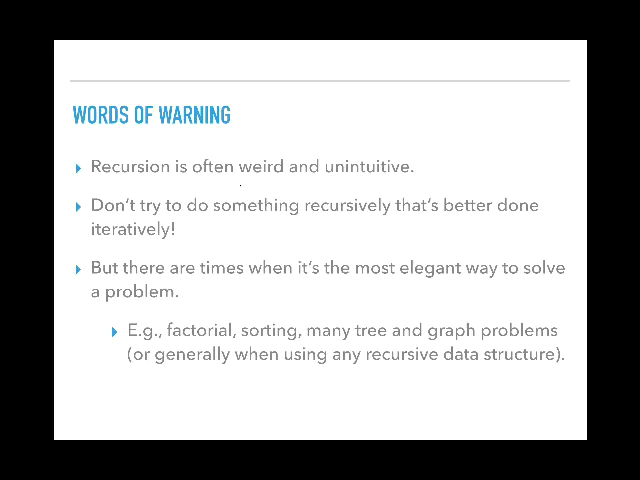 WORDS OF WARNING
Recursion is often weird and unintuitive.
Don't try to do something recursively that's better done
iteratively!
But there are times when it's the most elegant way to solve
a problem.
E.g., factorial, sorting, many tree and graph problems
(or generally when using any recursive data structure).